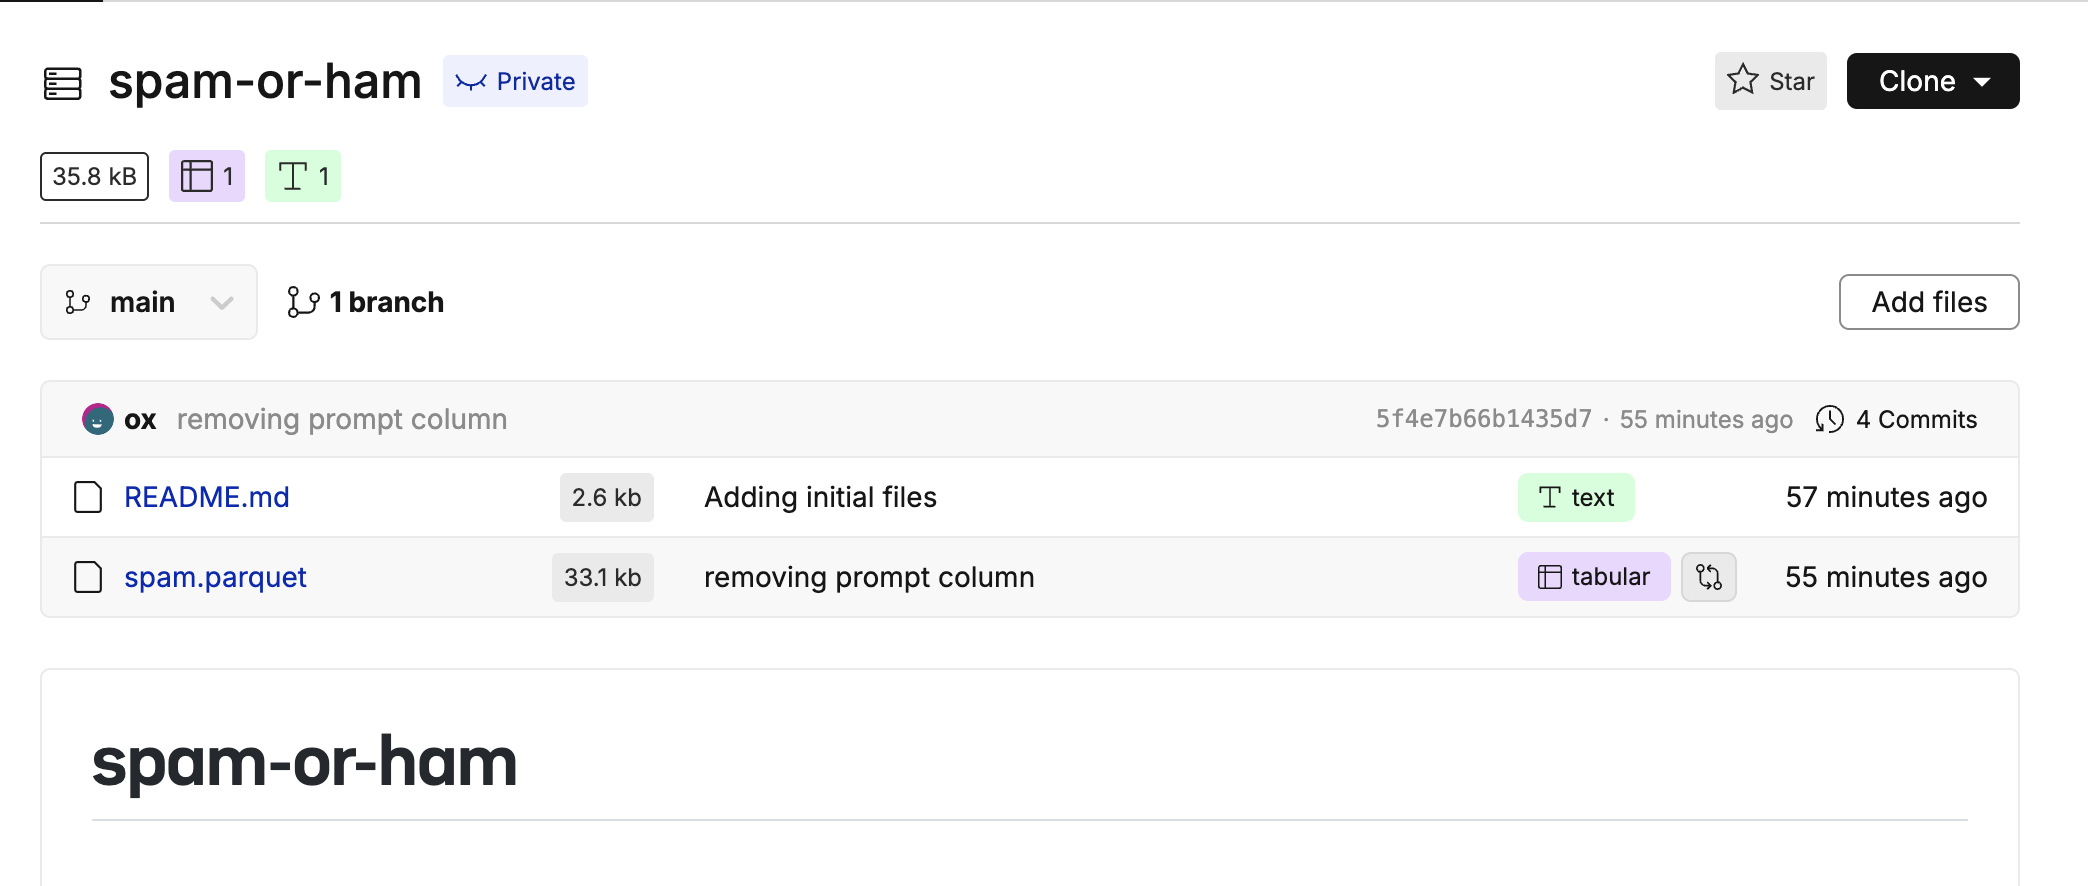 spam-or-ham Private Star Clone
35.8 kB 1 1
main 1 branch Add files
ox removing prompt column 5f4e7b66b1435d7 · 55 minutes ago 4 Commits
README.md 2.6 kb Adding initial files text 57 minutes ago
spam.parquet 33.1 kb removing prompt column tabular 55 minutes ago
spam-or-ham